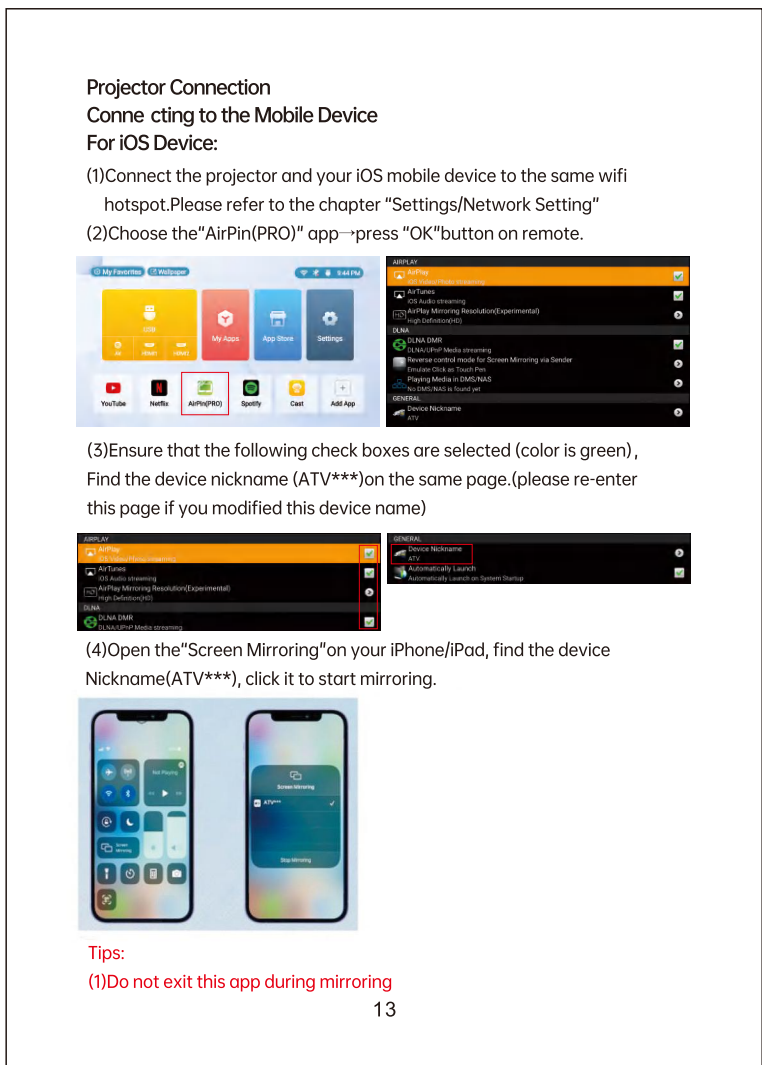 Projector Connection
Conne cting to the Mobile Device
For iOS Device:
(1)Connect the projector and your iOS mobile device to the same wifi
hotspot.Please refer to the chapter “Settings/Network Setting”
(2)Choose the“AirPin(PRO)” app→press “OK”button on remote.
My Favorites Wallpaper 9:44 PM
USB
My Apps App Store Settings
AV HDMI1 HDMI2
YouTube Netflix AirPin(PRO) Spotify Cast Add App
AIRPLAY
AirPlay
iOS Video/Photo streaming
AirTunes
iOS Audio streaming
AirPlay Mirroring Resolution(Experimental)
High Definition(HD)
DLNA
DLNA DMR
DLNA/UPnP Media streaming
Reverse control mode for Screen Mirroring via Sender
Emulate Click as Touch Pen
Playing Media in DMS/NAS
No DMS/NAS is found yet
GENERAL
Device Nickname
ATV
(3)Ensure that the following check boxes are selected (color is green),
Find the device nickname (ATV***)on the same page.(please re-enter
this page if you modified this device name)
AIRPLAY
AirPlay
AirTunes
iOS Audio streaming
AirPlay Mirroring Resolution(Experimental)
High Definition(HD)
DLNA
DLNA DMR
DLNA/UPnP Media streaming
GENERAL
Device Nickname
ATV
Automatically Launch
Automatically Launch on System Startup
(4)Open the“Screen Mirroring”on your iPhone/iPad, find the device
Nickname(ATV***), click it to start mirroring.
Not Playing
Screen
Mirroring
Screen Mirroring
ATV***
Stop Mirroring
Tips:
(1)Do not exit this app during mirroring
13